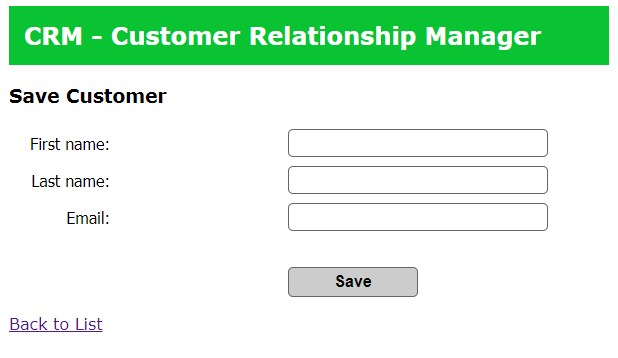 CRM - Customer Relationship Manager
Save Customer
First name:
Last name:
Email:
Save
Back to List